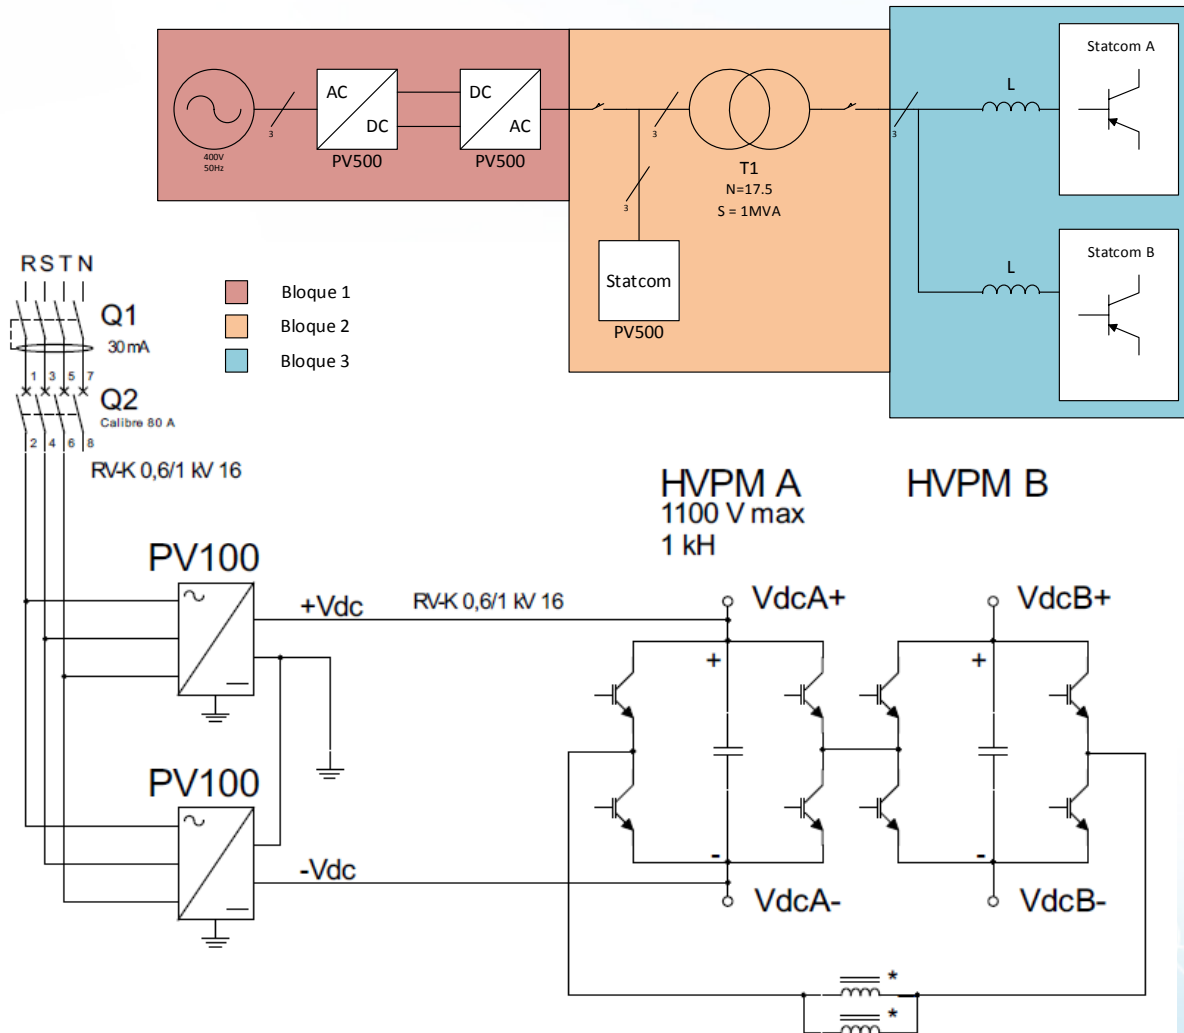 Statcom A
AC
DC
DC
AC
L
3
3
3
400V
50Hz
PV500
PV500
T1
N=17.5
S = 1MVA
3
Statcom B
L
Statcom
PV500
R S T N
Q1
30 mA
Bloque 1
Bloque 2
Bloque 3
1 3 5 7
Q2
Calibre 80 A
2 4 6 8
RV-K 0,6/1 kV 16
HVPM A
1100 V max
1 kH
HVPM B
PV100
+Vdc
RV-K 0,6/1 kV 16
VdcA+
VdcB+
+
+
PV100
-
-
-Vdc
VdcA-
VdcB-
*
*